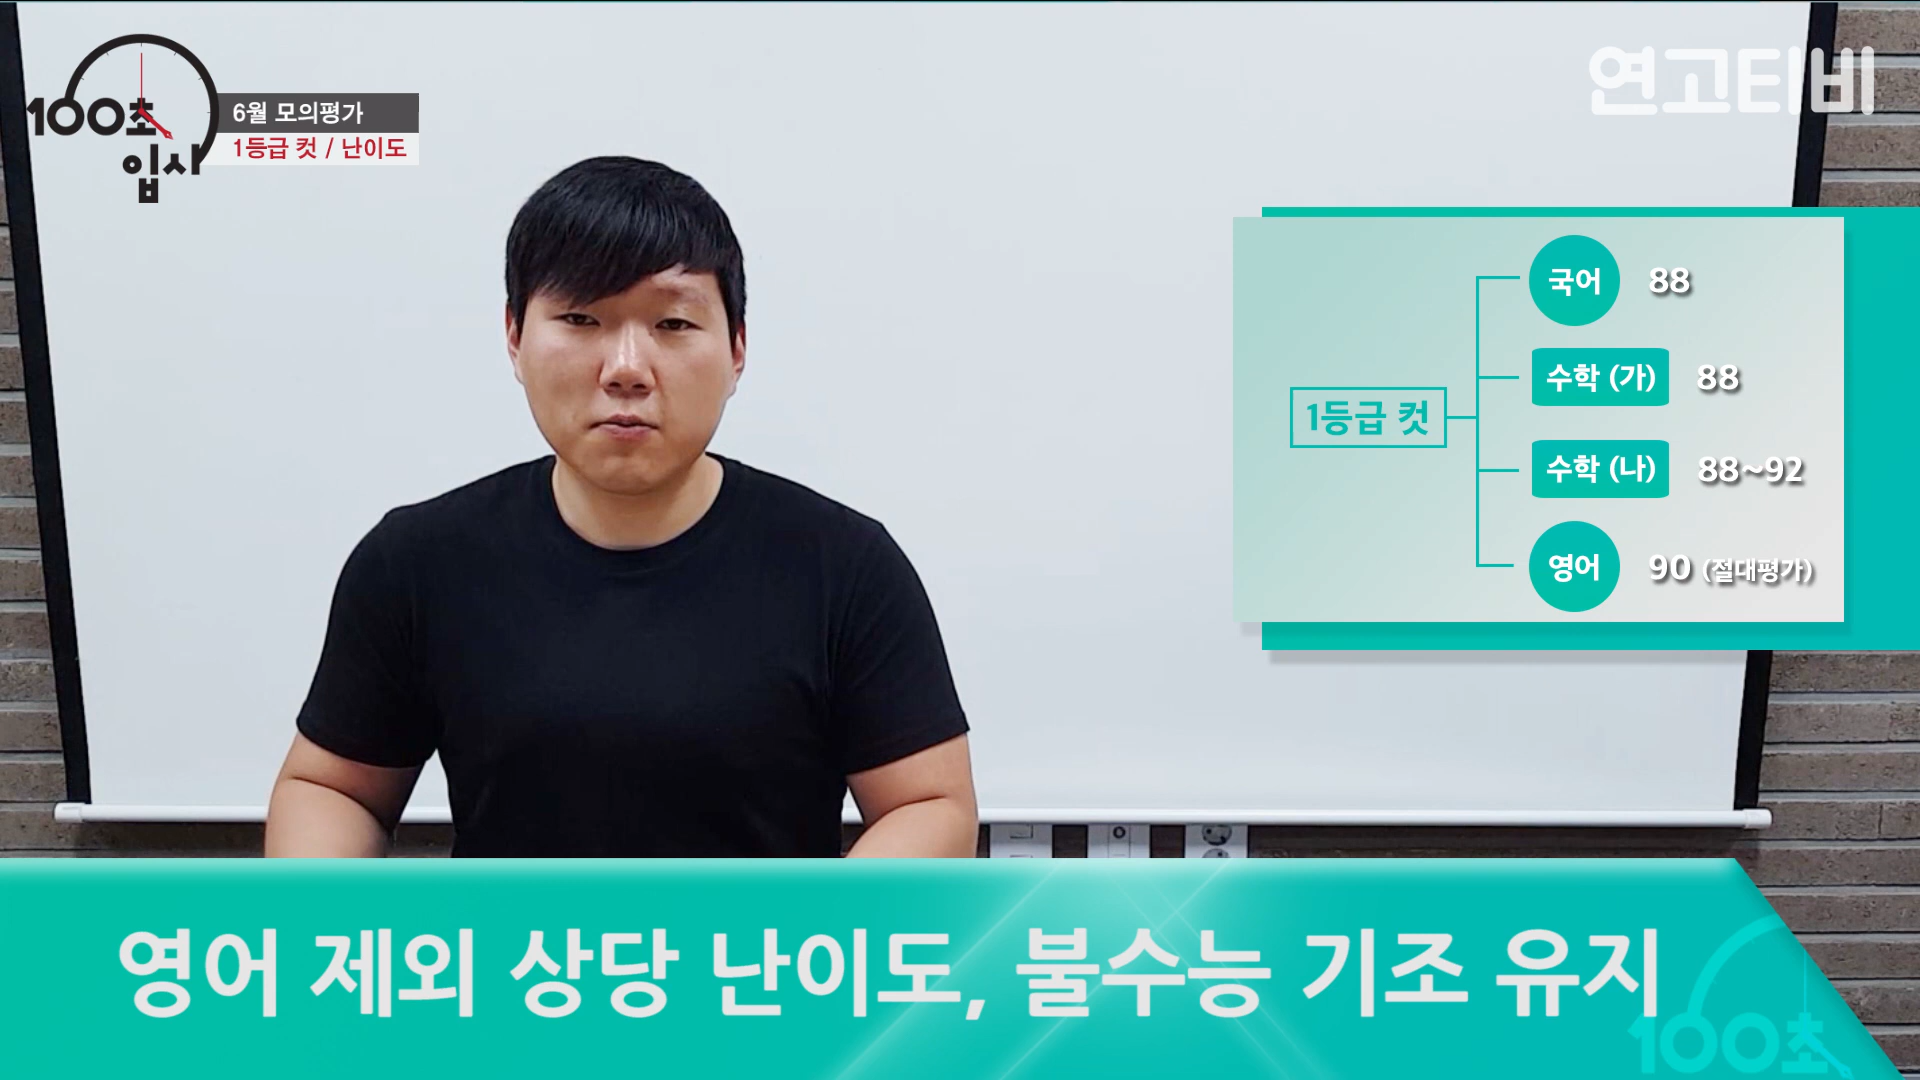 100초
입시
6월 모의평가
1등급 컷 / 난이도
연고티비
1등급 컷
국어 88
수학 (가) 88
수학 (나) 88~92
영어 90 (절대평가)
영어 제외 상당 난이도, 불수능 기조 유지
100초